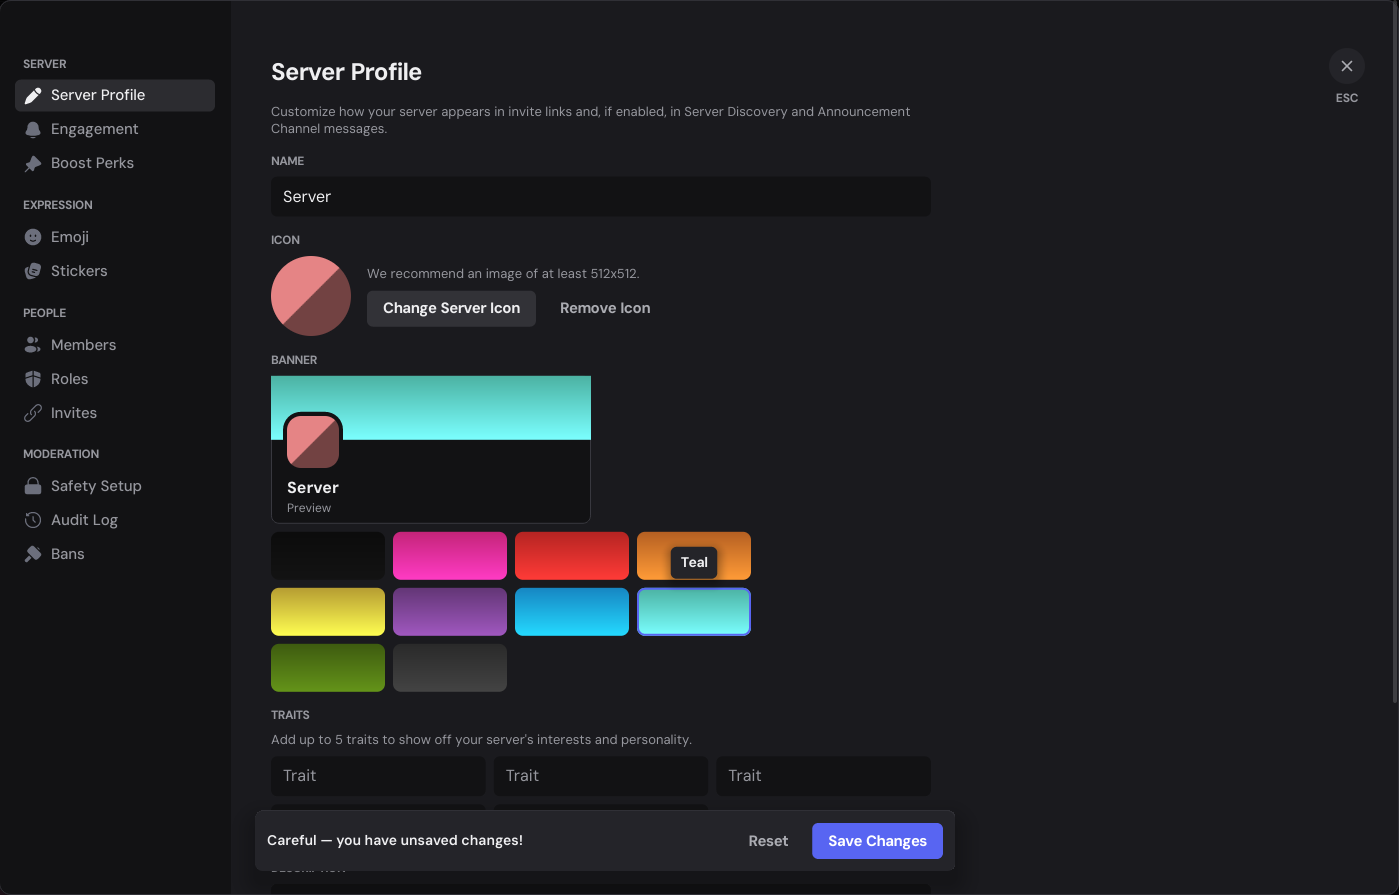 SERVER
Server Profile
Engagement
Boost Perks
EXPRESSION
Emoji
Stickers
PEOPLE
Members
Roles
Invites
MODERATION
Safety Setup
Audit Log
Bans
Server Profile
ESC
Customize how your server appears in invite links and, if enabled, in Server Discovery and Announcement
Channel messages.
NAME
Server
ICON
We recommend an image of at least 512x512.
Change Server Icon
Remove Icon
BANNER
Server
Preview
Teal
TRAITS
Add up to 5 traits to show off your server's interests and personality.
Trait
Trait
Trait
Careful — you have unsaved changes!
Reset
Save Changes